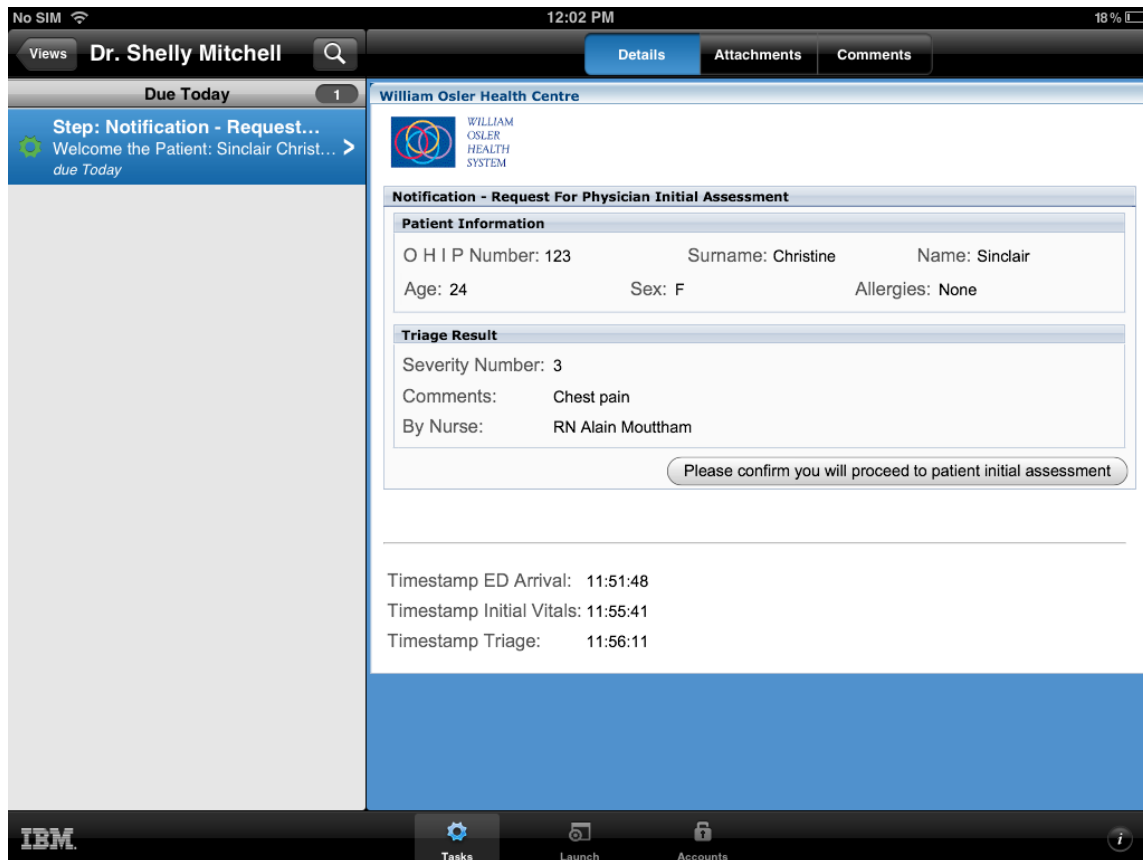 No SIM 12:02 PM 18%
Views Dr. Shelly Mitchell Details Attachments Comments
Due Today 1
Step: Notification - Request...
Welcome the Patient: Sinclair Christ...
due Today
William Osler Health Centre
WILLIAM
OSLER
HEALTH
SYSTEM
Notification - Request For Physician Initial Assessment
Patient Information
O H I P Number: 123 Surname: Christine Name: Sinclair
Age: 24 Sex: F Allergies: None
Triage Result
Severity Number: 3
Comments: Chest pain
By Nurse: RN Alain Mouttham
Please confirm you will proceed to patient initial assessment
Timestamp ED Arrival: 11:51:48
Timestamp Initial Vitals: 11:55:41
Timestamp Triage: 11:56:11
IBM.
Tasks Launch Accounts i